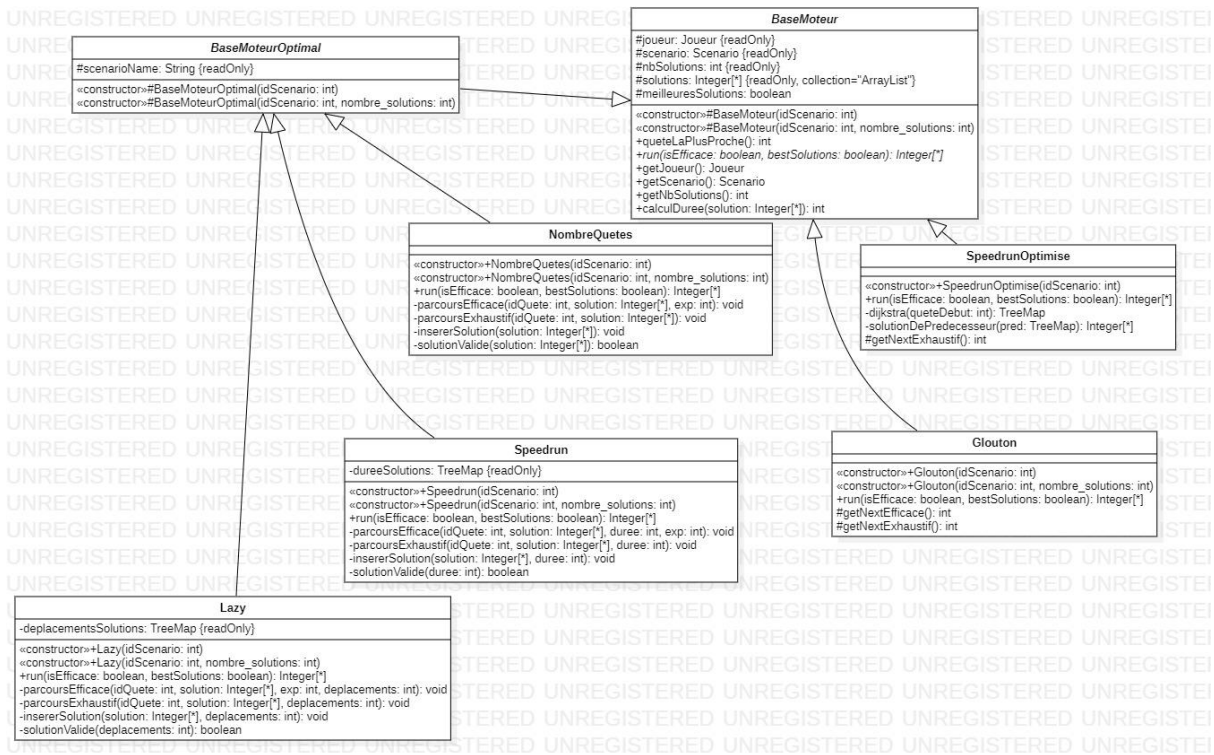 BaseMoteurOptimal
#scenarioName: String {readOnly}
«constructor»#BaseMoteurOptimal(idScenario: int)
«constructor»#BaseMoteurOptimal(idScenario: int, nombre_solutions: int)
BaseMoteur
#joueur: Joueur {readOnly}
#scenario: Scenario {readOnly}
#nbSolutions: int {readOnly}
#solutions: Integer[*] {readOnly, collection="ArrayList"}
#meilleuresSolutions: boolean
«constructor»#BaseMoteur(idScenario: int)
«constructor»#BaseMoteur(idScenario: int, nombre_solutions: int)
+queteLaPlusProche(): int
+run(isEfficace: boolean, bestSolutions: boolean): Integer[*]
+getJoueur(): Joueur
+getScenario(): Scenario
+getNbSolutions(): int
+calculDuree(solution: Integer[*]): int
NombreQuetes
«constructor»+NombreQuetes(idScenario: int)
«constructor»+NombreQuetes(idScenario: int, nombre_solutions: int)
+run(isEfficace: boolean, bestSolutions: boolean): Integer[*]
-parcoursEfficace(idQuete: int, solution: Integer[*], exp: int): void
-parcoursExhaustif(idQuete: int, solution: Integer[*]): void
-insererSolution(solution: Integer[*]): void
-solutionValide(solution: Integer[*]): boolean
SpeedrunOptimise
«constructor»+SpeedrunOptimise(idScenario: int)
+run(isEfficace: boolean, bestSolutions: boolean): Integer[*]
-dijkstra(queteDebut: int): TreeMap
-solutionDePredecesseur(pred: TreeMap): Integer[*]
#getNextExhaustif(): int
Speedrun
-dureeSolutions: TreeMap {readOnly}
«constructor»+Speedrun(idScenario: int)
«constructor»+Speedrun(idScenario: int, nombre_solutions: int)
+run(isEfficace: boolean, bestSolutions: boolean): Integer[*]
-parcoursEfficace(idQuete: int, solution: Integer[*], duree: int, exp: int): void
-parcoursExhaustif(idQuete: int, solution: Integer[*], duree: int): void
-insererSolution(solution: Integer[*], duree: int): void
-solutionValide(duree: int): boolean
Glouton
«constructor»+Glouton(idScenario: int)
«constructor»+Glouton(idScenario: int, nombre_solutions: int)
+run(isEfficace: boolean, bestSolutions: boolean): Integer[*]
#getNextEfficace(): int
#getNextExhaustif(): int
Lazy
-deplacementsSolutions: TreeMap {readOnly}
«constructor»+Lazy(idScenario: int)
«constructor»+Lazy(idScenario: int, nombre_solutions: int)
+run(isEfficace: boolean, bestSolutions: boolean): Integer[*]
-parcoursEfficace(idQuete: int, solution: Integer[*], exp: int, deplacements: int): void
-parcoursExhaustif(idQuete: int, solution: Integer[*], deplacements: int): void
-insererSolution(solution: Integer[*], deplacements: int): void
-solutionValide(deplacements: int): boolean
UNREGISTERED